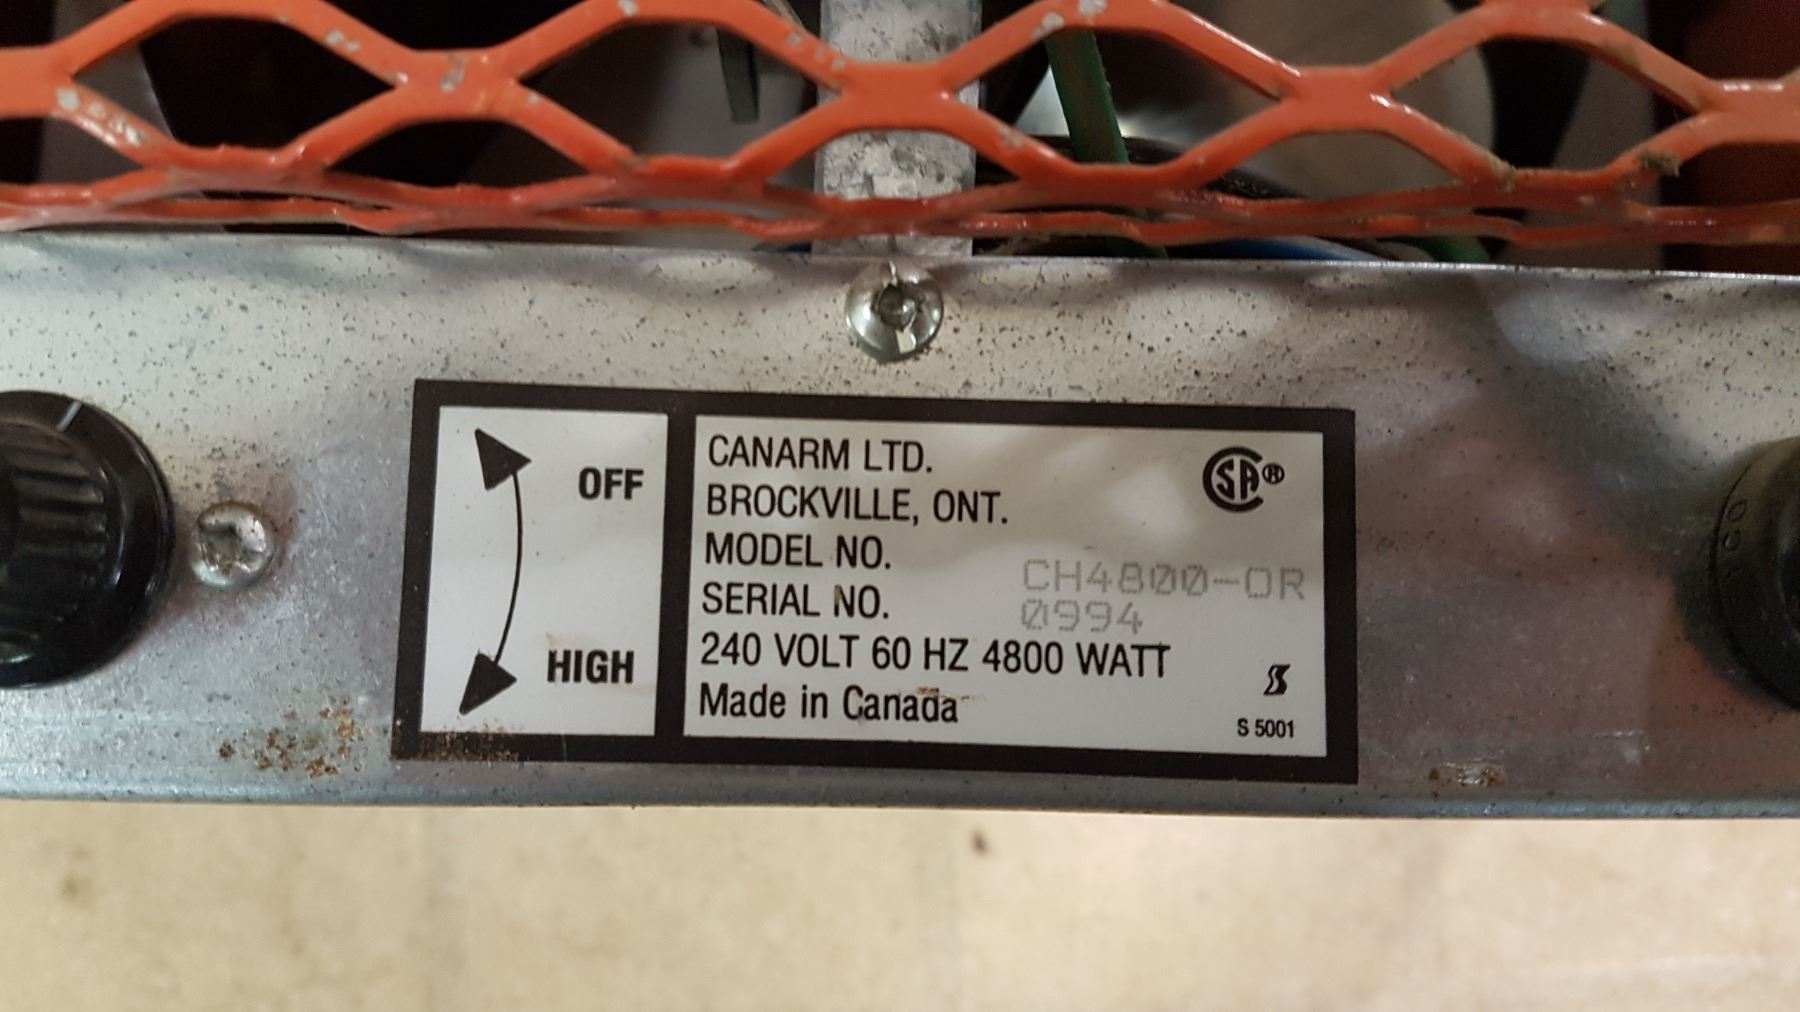 OFF
HIGH
CANARM LTD.
BROCKVILLE, ONT.
MODEL NO. CH4800-OR
SERIAL NO. 0994
240 VOLT 60 HZ 4800 WATT
Made in Canada
SA®
S 5001